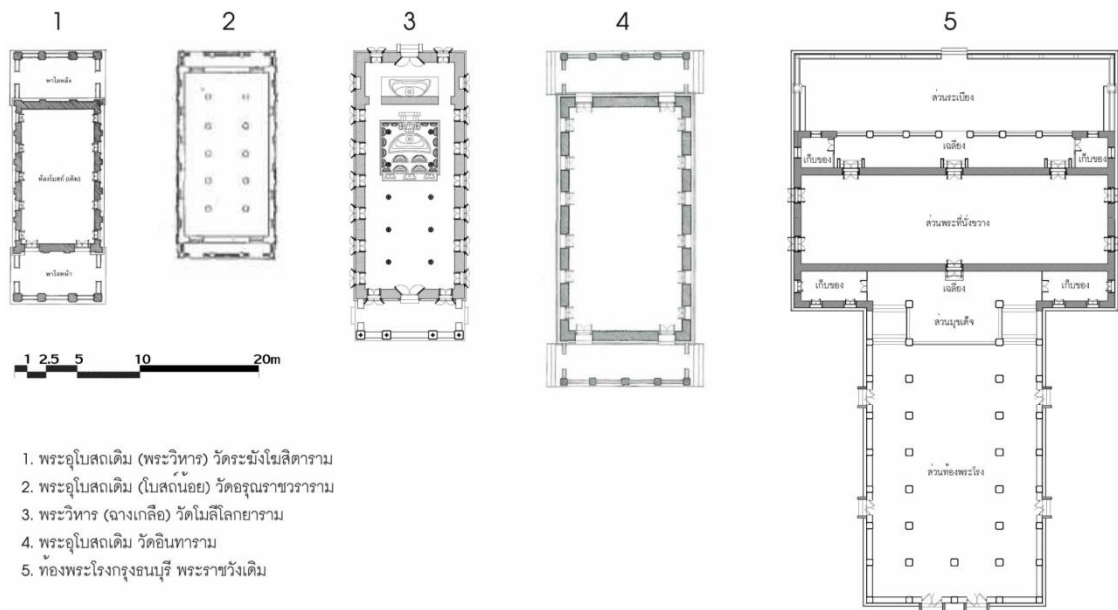 1
2
3
4
5
พาไลหลัง
ห้องโบสถ์ (เดิม)
พาไลหน้า
ส่วนระเบียง
เก็บของ
เฉลียง
เก็บของ
ส่วนพระที่นั่งขวาง
เก็บของ
เฉลียง
เก็บของ
ส่วนมุขเด็จ
ส่วนท้องพระโรง
1 2.5 5 10 20m
1. พระอุโบสถเดิม (พระวิหาร) วัดระฆังโฆสิตาราม
2. พระอุโบสถเดิม (โบสถ์น้อย) วัดอรุณราชวราราม
3. พระวิหาร (ฉางเกลือ) วัดโมลีโลกยาราม
4. พระอุโบสถเดิม วัดอินทาราม
5. ท้องพระโรงกรุงธนบุรี พระราชวังเดิม